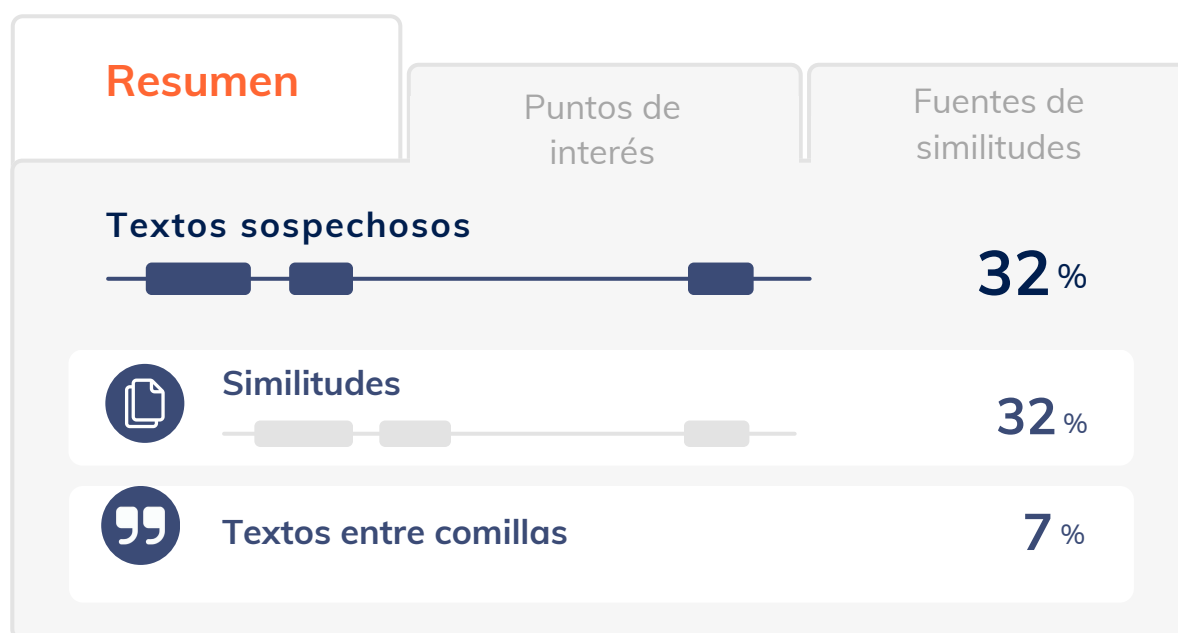 Resumen
Puntos de
interés
Fuentes de
similitudes
Textos sospechosos
32 %
Similitudes
32 %
Textos entre comillas
7 %